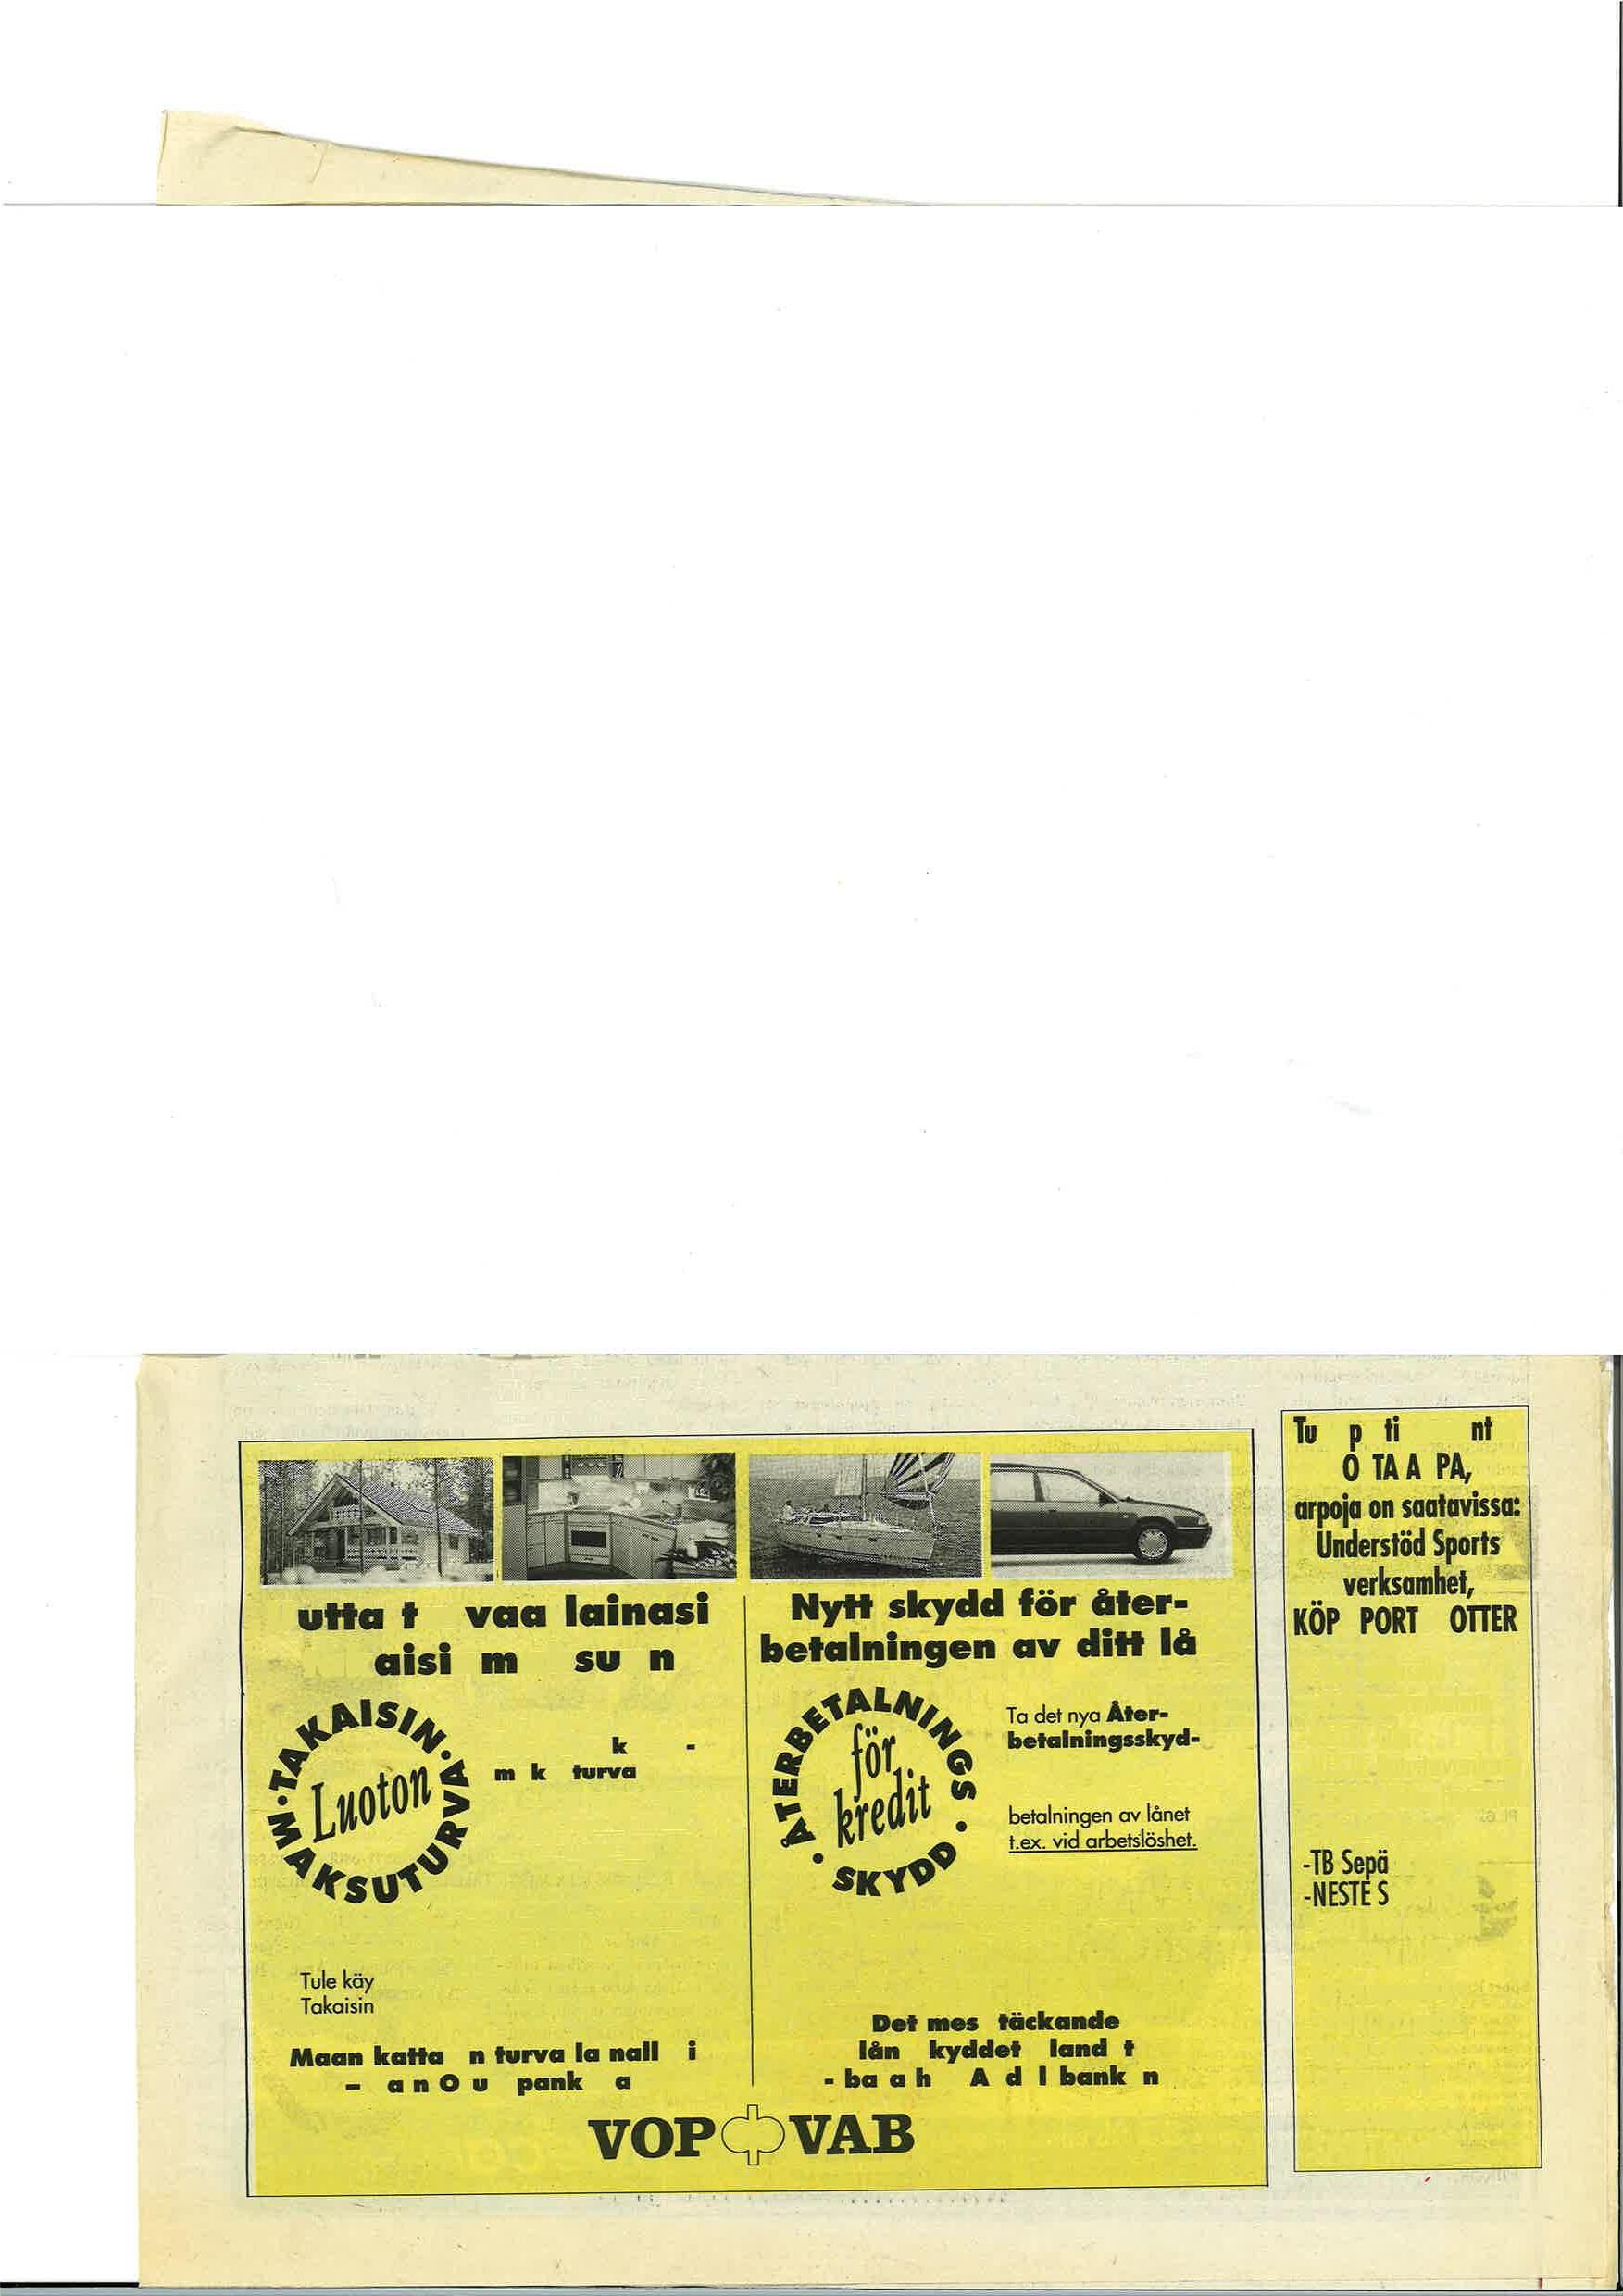 utta t vaa lainasi
aisi m su n
TAKAISIN
MAKSUTURVA
Luoton
k -
m k turva
Tule käy
Takaisin
Maan katta n turva la nall i
– an O u pank a
Nytt skydd för åter-
betalningen av ditt lå
ÅTERBETALNINGS
SKYDD
för
kredit
Ta det nya Åter-
betalningsskyd-
betalningen av lånet
t.ex. vid arbetslöshet.
Det mes täckande
lån kyddet land t
- ba a h A d l bank n
VOP VAB
Tu p ti nt
O TA A PA,
arpoja on saatavissa:
Understöd Sports
verksamhet,
KÖP PORT OTTER
-TB Sepä
-NESTE S